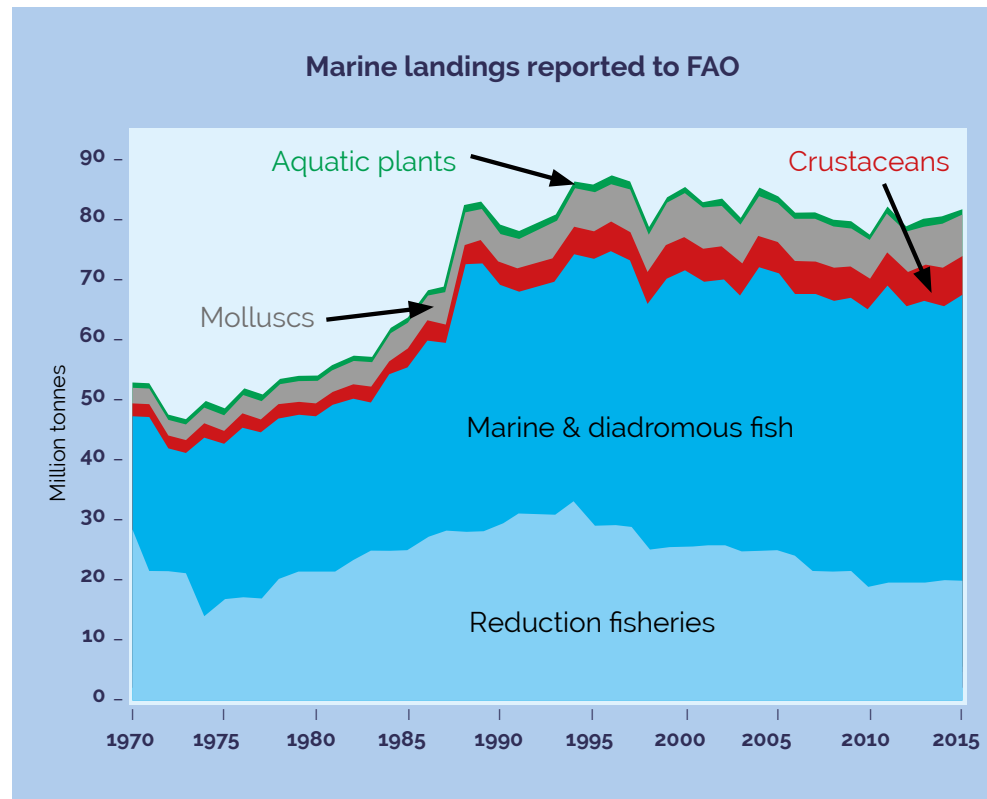 Marine landings reported to FAO
90
80
70
60
50
40
30
20
10
0
Million tonnes
Aquatic plants
Crustaceans
Molluscs
Marine & diadromous fish
Reduction fisheries
1970 1975 1980 1985 1990 1995 2000 2005 2010 2015